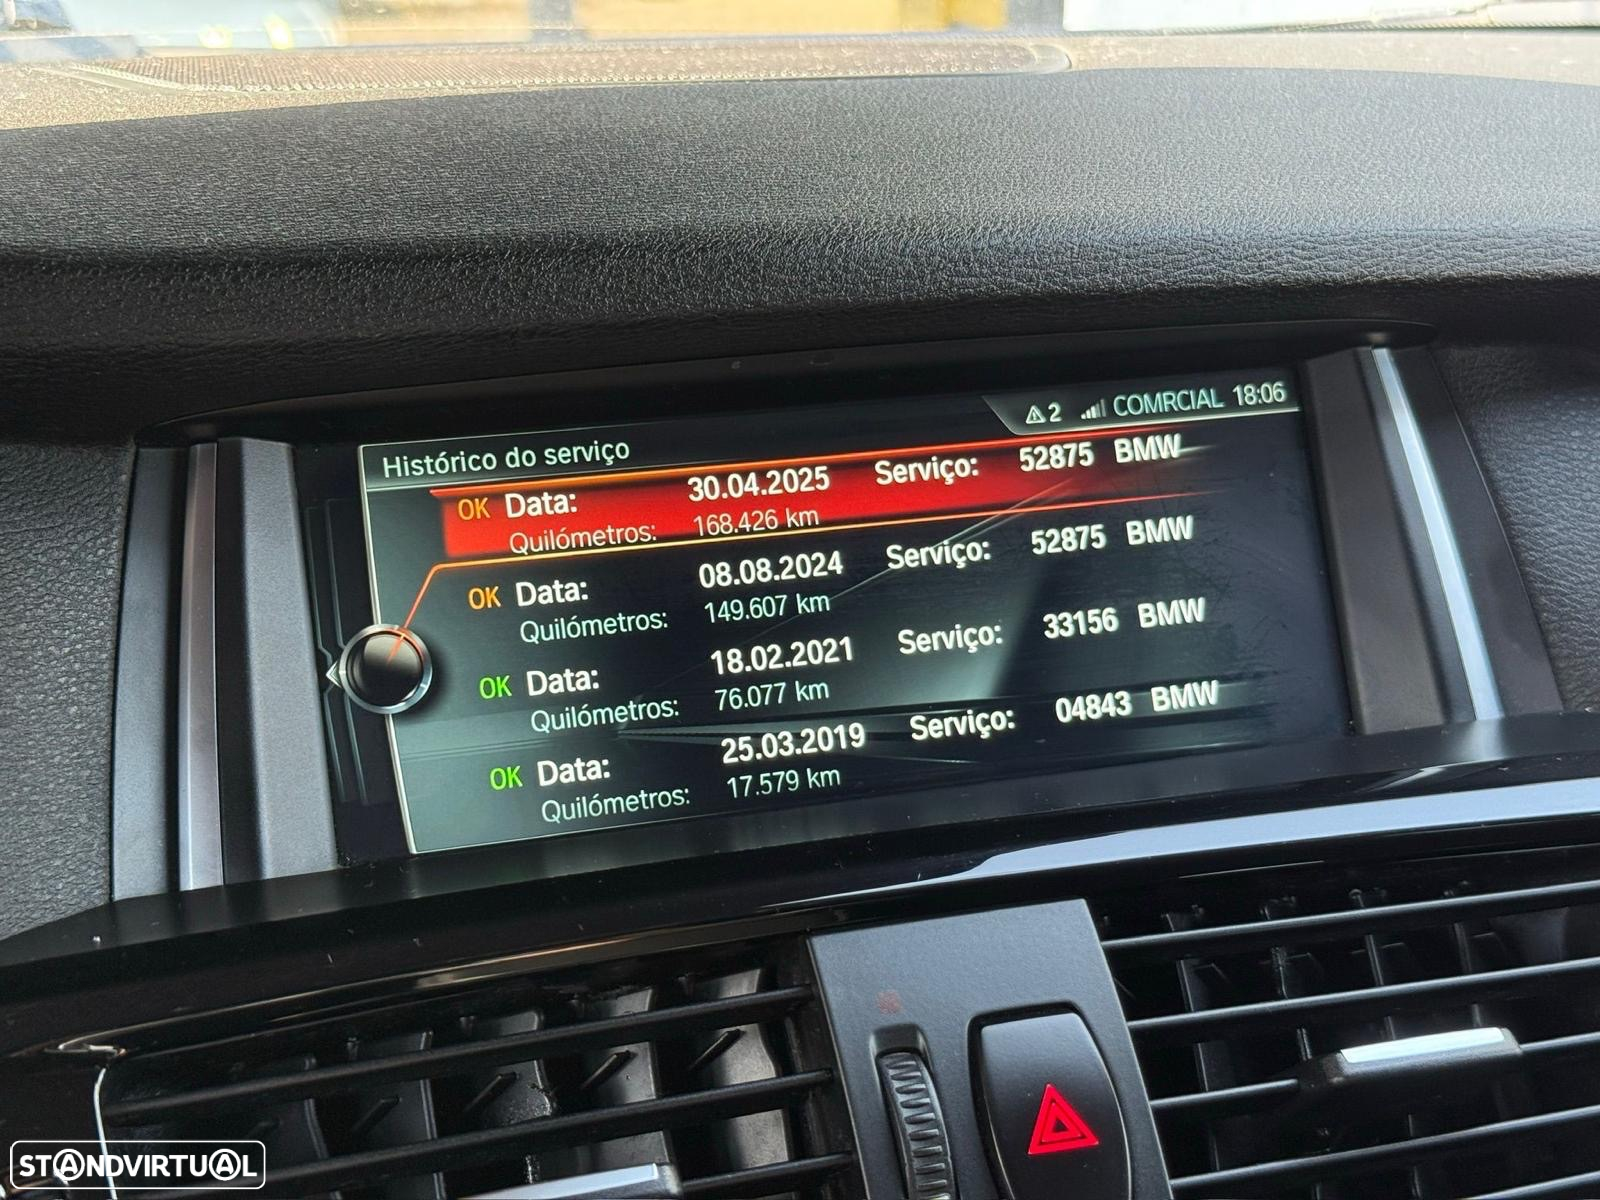 ⚠2 COMRCIAL 18:06
Histórico do serviço
OK Data: 30.04.2025 Serviço: 52875 BMW
Quilómetros: 168.426 km
OK Data: 08.08.2024 Serviço: 52875 BMW
Quilómetros: 149.607 km
OK Data: 18.02.2021 Serviço: 33156 BMW
Quilómetros: 76.077 km
OK Data: 25.03.2019 Serviço: 04843 BMW
Quilómetros: 17.579 km
STANDVIRTUAL